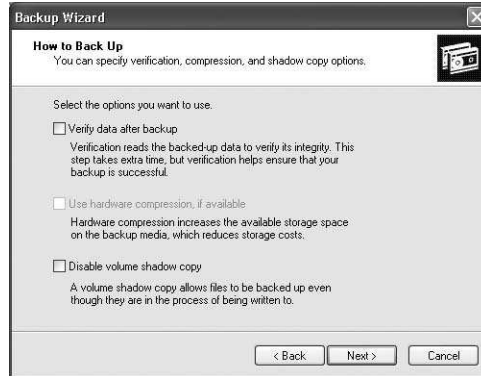 Backup Wizard
How to Back Up
You can specify verification, compression, and shadow copy options.
Select the options you want to use.
Verify data after backup
Verification reads the backed-up data to verify its integrity. This
step takes extra time, but verification helps ensure that your
backup is successful.
Use hardware compression, if available
Hardware compression increases the available storage space
on the backup media, which reduces storage costs.
Disable volume shadow copy
A volume shadow copy allows files to be backed up even
though they are in the process of being written to.
< Back Next > Cancel